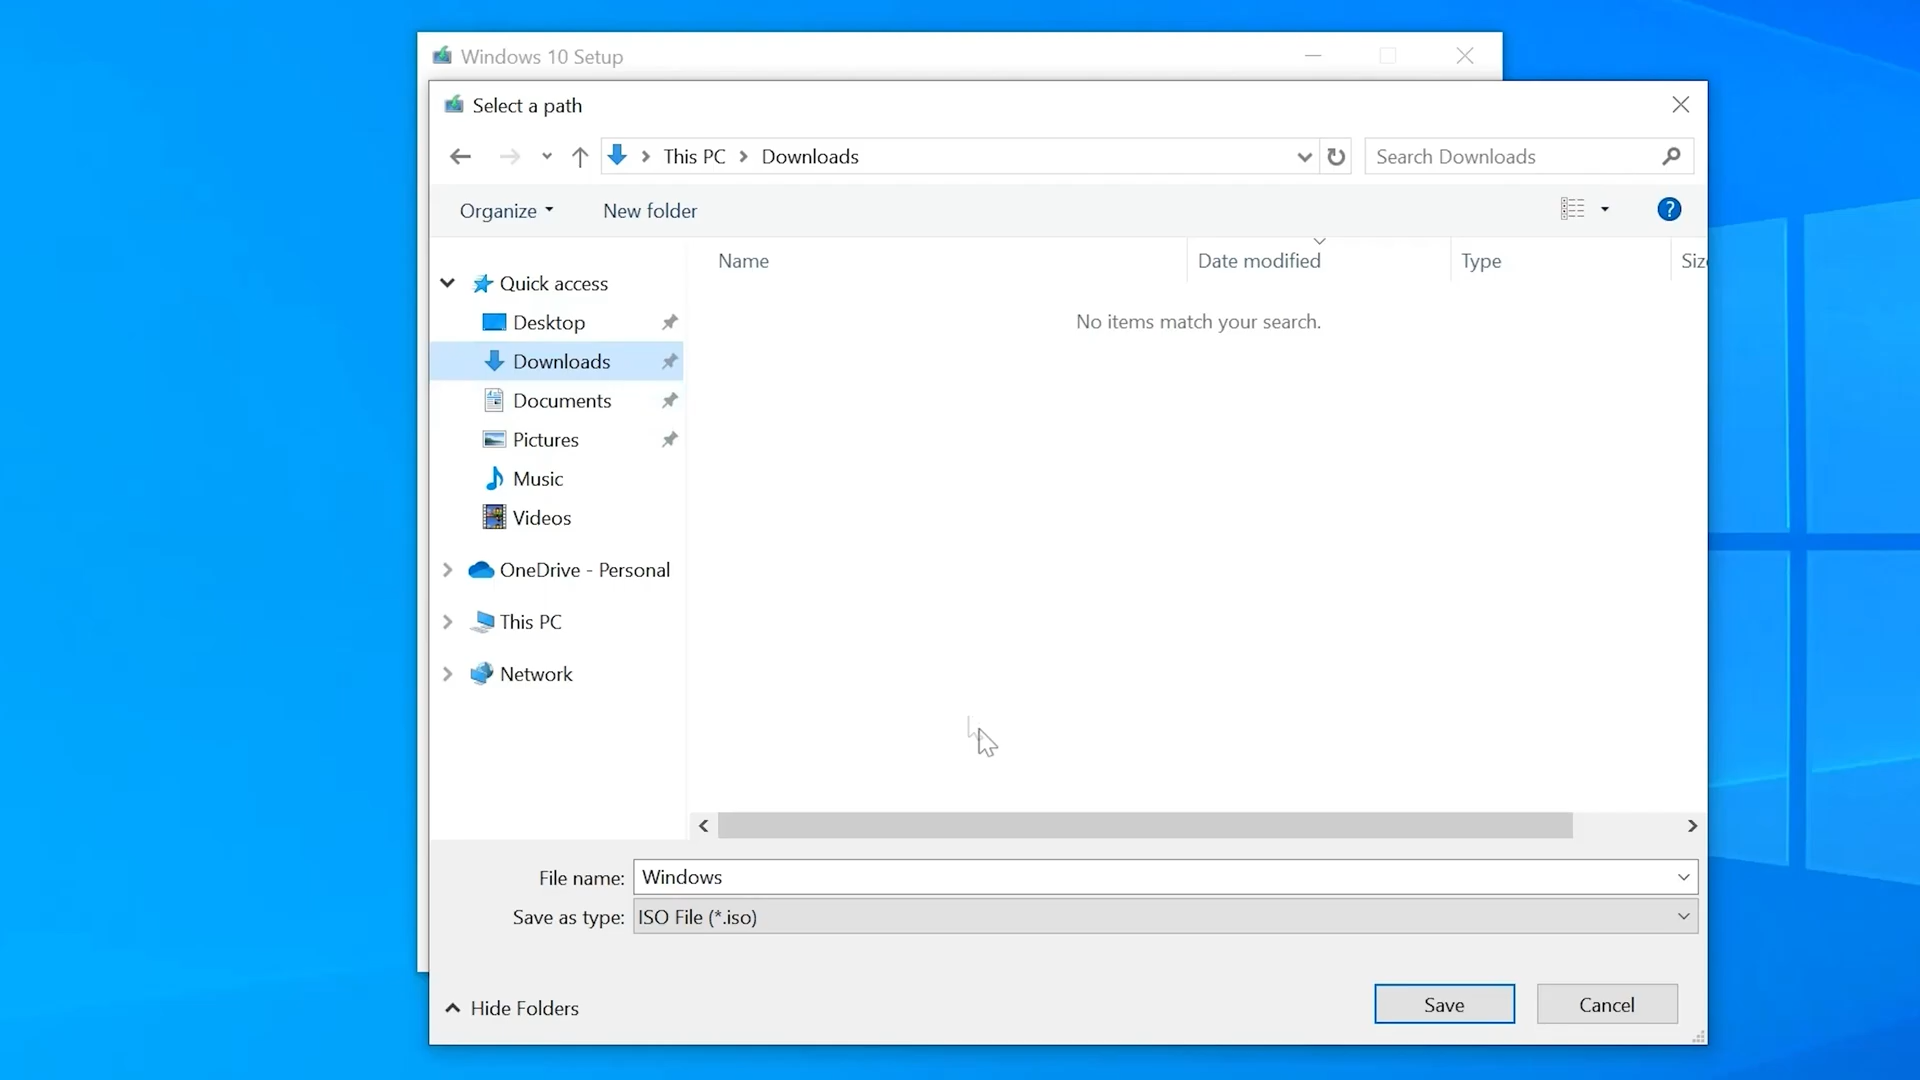 Windows 10 Setup
Select a path
This PC > Downloads
Search Downloads
Organize
New folder
?
Name
Date modified
Type
Siz
No items match your search.
Quick access
Desktop
Downloads
Documents
Pictures
Music
Videos
OneDrive - Personal
This PC
Network
File name: Windows
Save as type: ISO File (*.iso)
Hide Folders
Save
Cancel